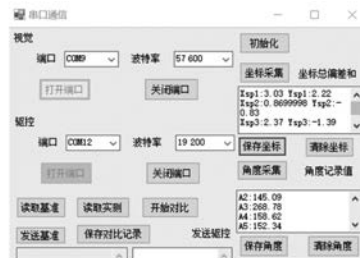 串口通信
视觉
端口 COM9 波特率 57 600
打开端口 关闭端口
驱控
端口 COM12 波特率 19 200
打开端口 关闭端口
读取基准 读取实测 开始对比
发送基准 保存对比记录 发送驱控
初始化
坐标采集 坐标总偏差和
Xsp1:3.03 Ysp1:2.22
Xsp2:0.8699998 Ysp2:-
0.83
Xsp3:2.37 Ysp3:-1.39
保存坐标 清除坐标
角度采集 角度记录值
A2:145.09
A3:268.78
A4:158.62
A5:152.34
保存角度 清除角度